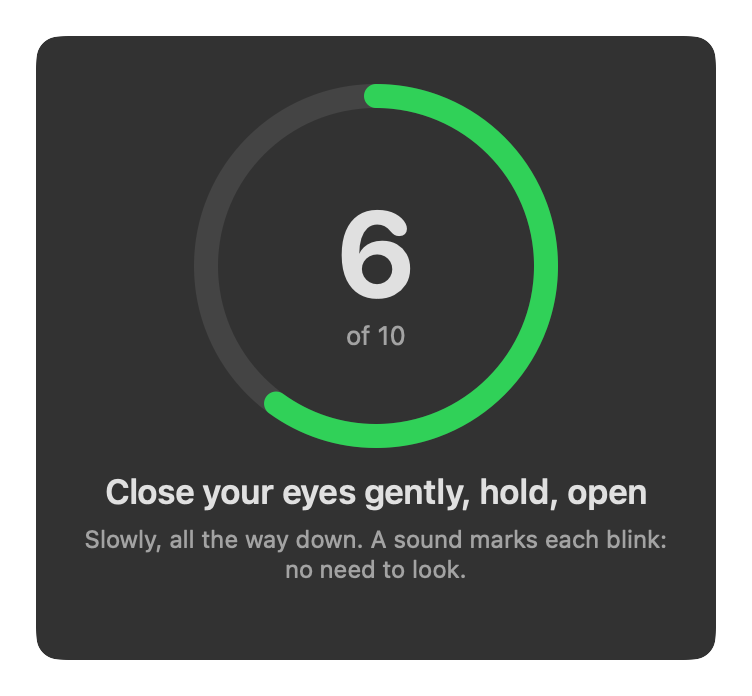 6
of 10
Close your eyes gently, hold, open
Slowly, all the way down. A sound marks each blink:
no need to look.